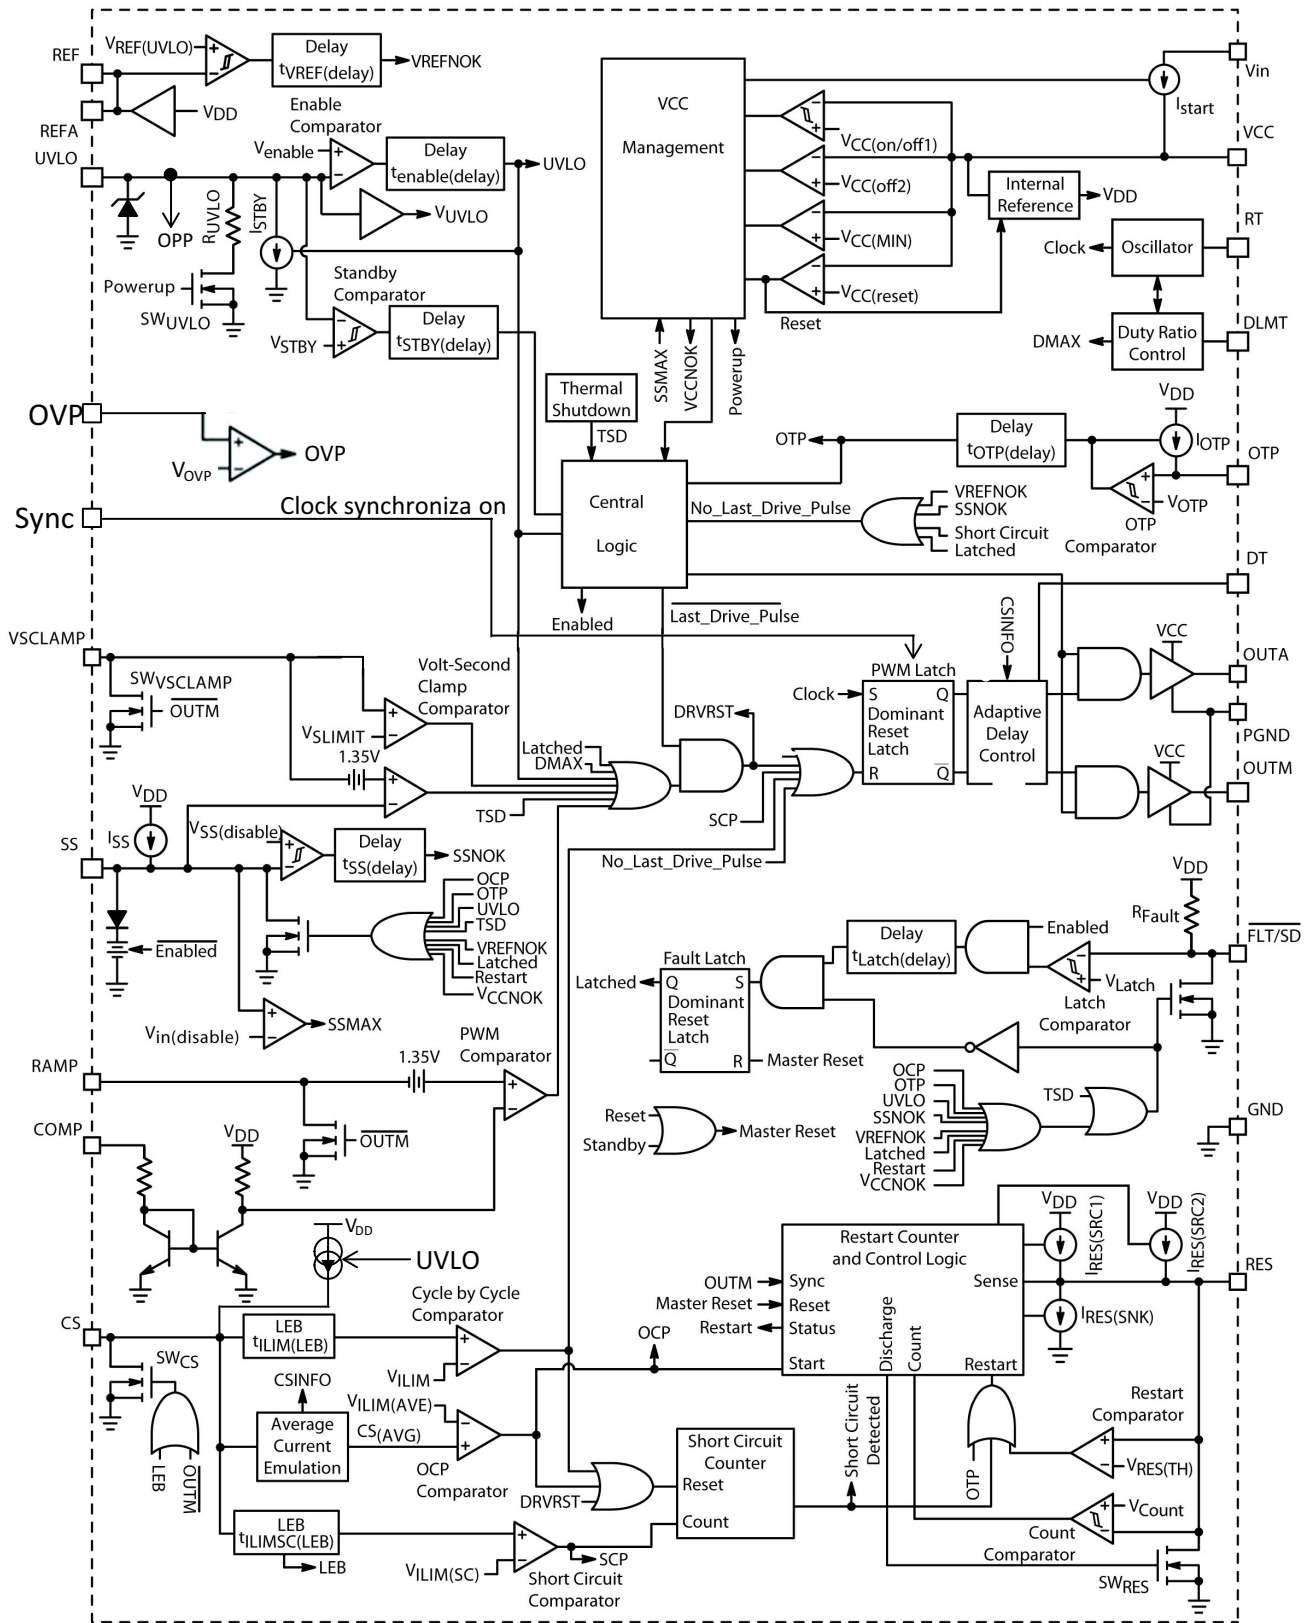 REF
VREF(UVLO)
Delay
tVREF(delay)
VREFNOK
REFA
VDD
Enable
Comparator
UVLO
Venable
Delay
tenable(delay)
UVLO
VUVLO
OPP
RUVLO
ISTBY
Powerup
SWUVLO
Standby
Comparator
VSTBY
Delay
tSTBY(delay)
VCC
Management
VCC(on/off1)
VCC(off2)
VCC(MIN)
VCC(reset)
Reset
Istart
Vin
VCC
Internal
Reference
VDD
RT
Clock
Oscillator
DLMT
DMAX
Duty Ratio
Control
SSMAX
VCCNOK
Powerup
Thermal
Shutdown
TSD
OVP
VOVP
OVP
OTP
Delay
tOTP(delay)
VDD
IOTP
OTP
VOTP
OTP
Comparator
Sync
Clock synchroniza on
Central
Logic
No_Last_Drive_Pulse
VREFNOK
SSNOK
Short Circuit
Latched
Enabled
Last_Drive_Pulse
DT
CSINFO
VSCLAMP
SWVSCLAMP
OUTM
Volt-Second
Clamp
Comparator
VSLIMIT
1.35V
Latched
DMAX
TSD
DRVRST
SCP
No_Last_Drive_Pulse
PWM Latch
Clock
S
Q
Dominant
Reset
Latch
R
Q
Adaptive
Delay
Control
VCC
OUTA
PGND
VCC
OUTM
SS
VDD
ISS
VSS(disable)
Delay
tSS(delay)
SSNOK
OCP
OTP
UVLO
TSD
VREFNOK
Latched
Restart
VCCNOK
Enabled
Vin(disable)
SSMAX
VDD
RFault
FLT/SD
Enabled
Delay
tLatch(delay)
VLatch
Latch
Comparator
Fault Latch
Latched
Q
S
Dominant
Reset
Latch
Q
R
Master Reset
RAMP
1.35V
PWM
Comparator
OUTM
COMP
VDD
Reset
Standby
Master Reset
OCP
OTP
UVLO
SSNOK
VREFNOK
Latched
Restart
VCCNOK
TSD
GND
VDD
UVLO
CS
LEB
tILIM(LEB)
Cycle by Cycle
Comparator
VILIM
SWCS
LEB
OUTM
CSINFO
Average
Current
Emulation
VILIM(AVE)
CS(AVG)
OCP
Comparator
LEB
tILIMSC(LEB)
LEB
VILIM(SC)
DRVRST
SCP
Short Circuit
Comparator
Short Circuit
Counter
Reset
Count
OCP
Restart Counter
and Control Logic
OUTM
Sync
Master Reset
Reset
Restart
Status
Start
Sense
Discharge
Count
Restart
VDD
IRES(SRC1)
VDD
IRES(SRC2)
RES
IRES(SNK)
Short Circuit
Detected
OTP
Restart
Comparator
VRES(TH)
VCount
Count
Comparator
SWRES